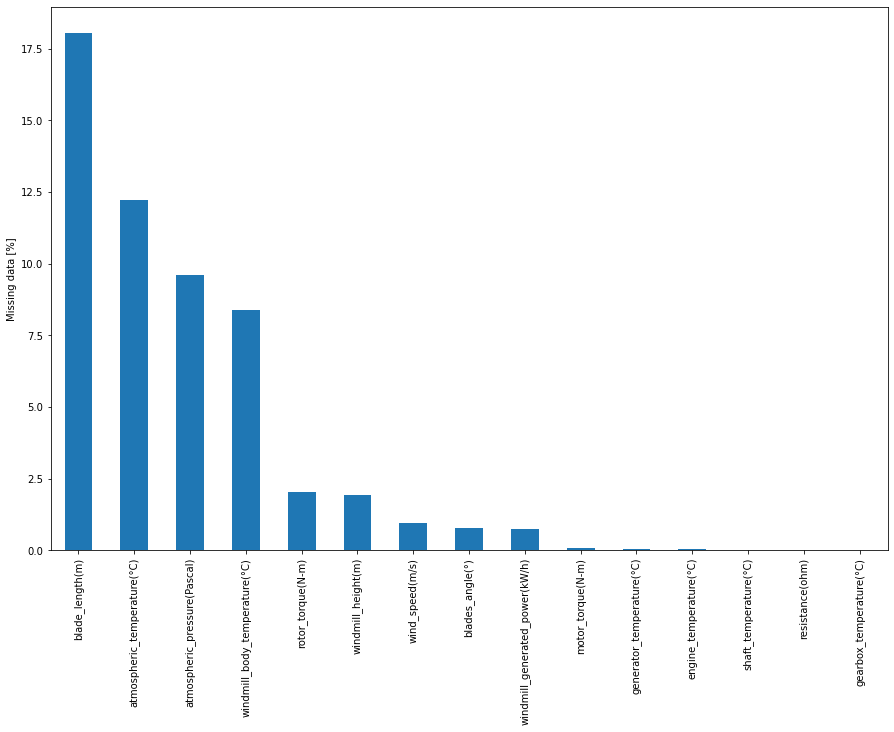 Missing data [%]
17.5
15.0
12.5
10.0
7.5
5.0
2.5
0.0
blade_length(m)
atmospheric_temperature(°C)
atmospheric_pressure(Pascal)
windmill_body_temperature(°C)
rotor_torque(N-m)
windmill_height(m)
wind_speed(m/s)
blades_angle(°)
windmill_generated_power(kW/h)
motor_torque(N-m)
generator_temperature(°C)
engine_temperature(°C)
shaft_temperature(°C)
resistance(ohm)
gearbox_temperature(°C)